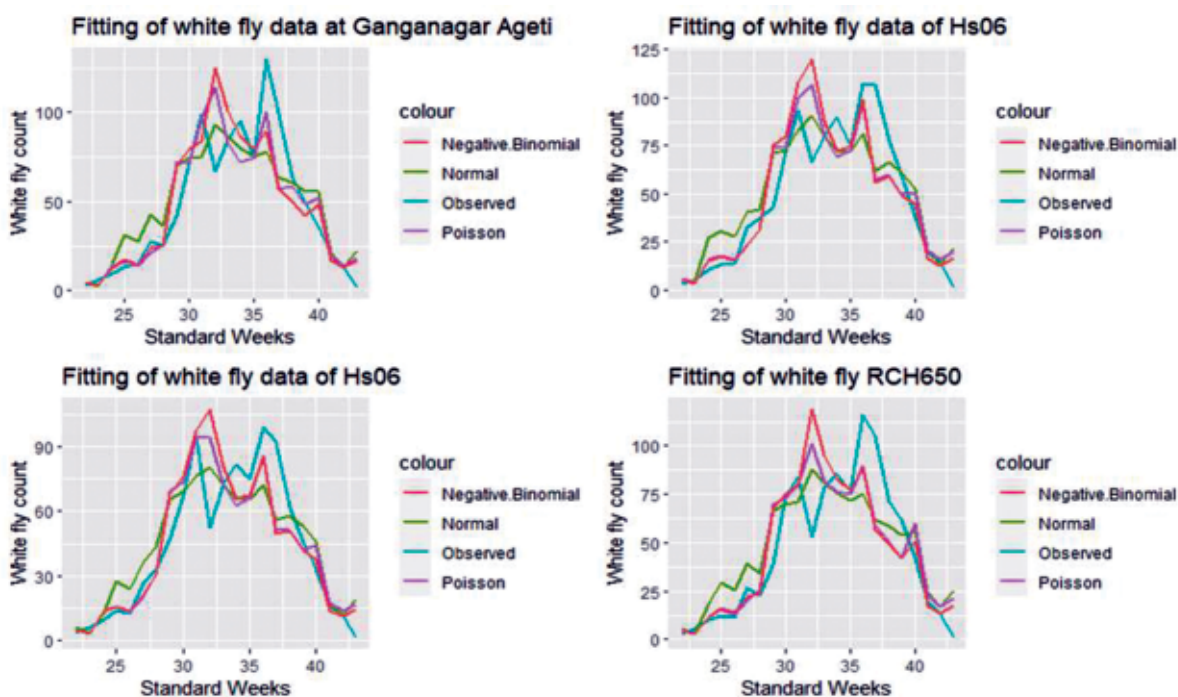 Fitting of white fly data at Ganganagar Ageti
White fly count
100
50
0
25 30 35 40
Standard Weeks
colour
Negative.Binomial
Normal
Observed
Poisson
Fitting of white fly data of Hs06
White fly count
125
100
75
50
25
0
25 30 35 40
Standard Weeks
colour
Negative.Binomial
Normal
Observed
Poisson
Fitting of white fly data of Hs06
White fly count
90
60
30
0
25 30 35 40
Standard Weeks
colour
Negative.Binomial
Normal
Observed
Poisson
Fitting of white fly RCH650
White fly count
100
75
50
25
0
25 30 35 40
Standard Weeks
colour
Negative.Binomial
Normal
Observed
Poisson